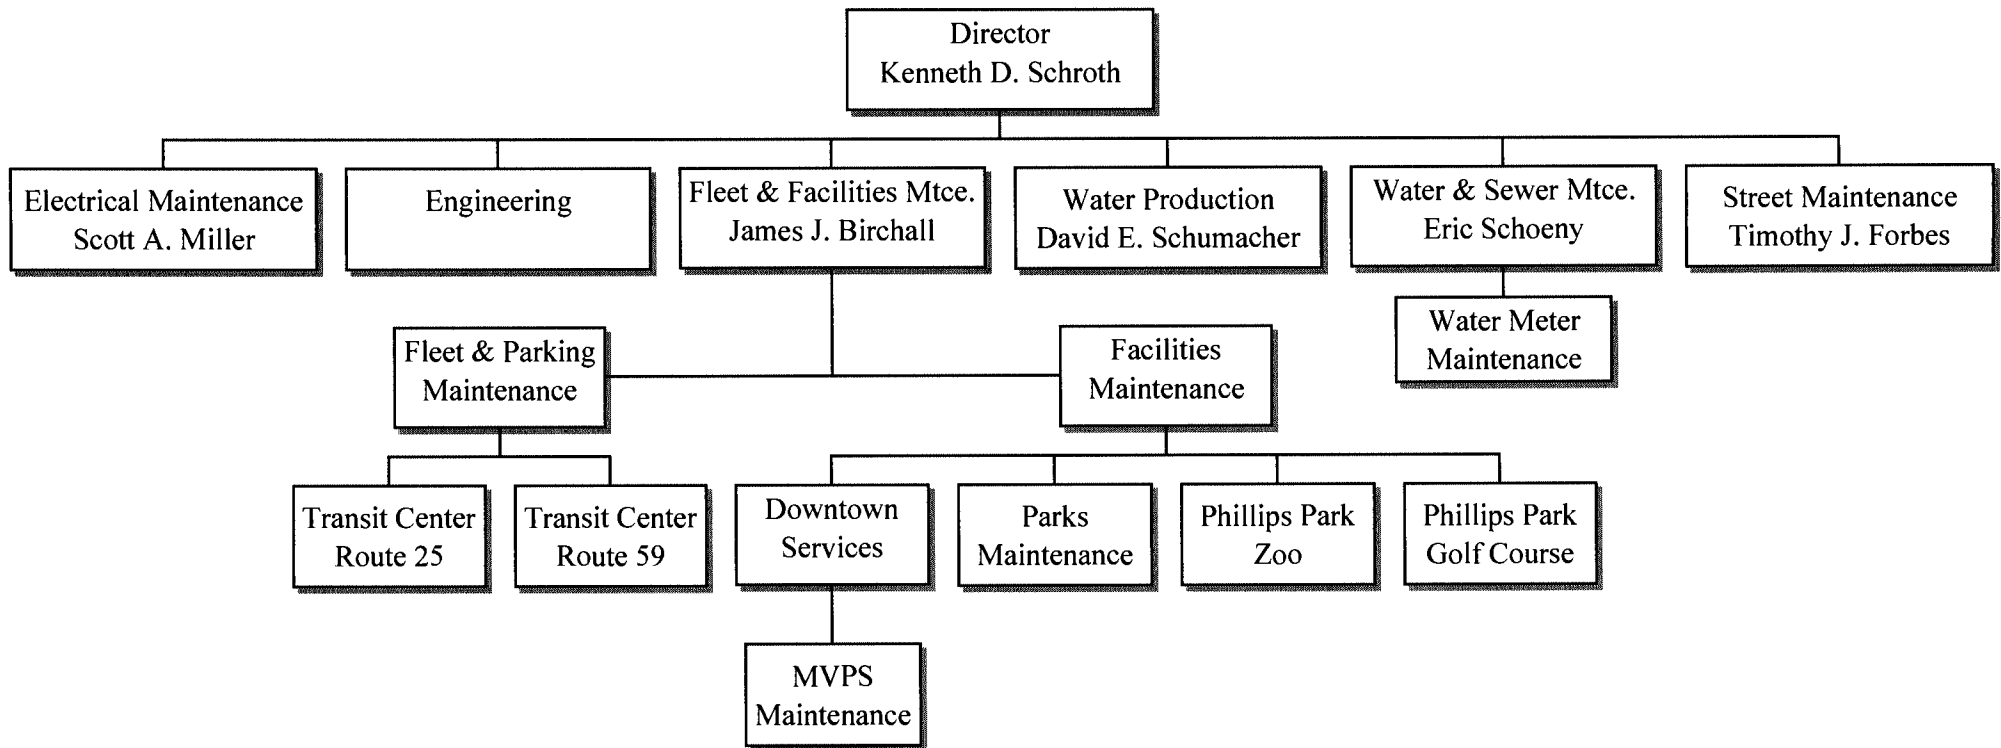 Director
Kenneth D. Schroth
Electrical Maintenance
Scott A. Miller
Engineering
Fleet & Facilities Mtce.
James J. Birchall
Water Production
David E. Schumacher
Water & Sewer Mtce.
Eric Schoeny
Street Maintenance
Timothy J. Forbes
Water Meter
Maintenance
Fleet & Parking
Maintenance
Facilities
Maintenance
Transit Center
Route 25
Transit Center
Route 59
Downtown
Services
Parks
Maintenance
Phillips Park
Zoo
Phillips Park
Golf Course
MVPS
Maintenance